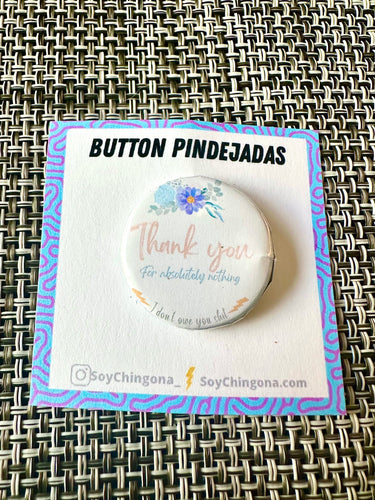 BUTTON PINDEJADAS
Thank you
For absolutely nothing
I don't owe you shit
SoyChingona_ SoyChingona.com